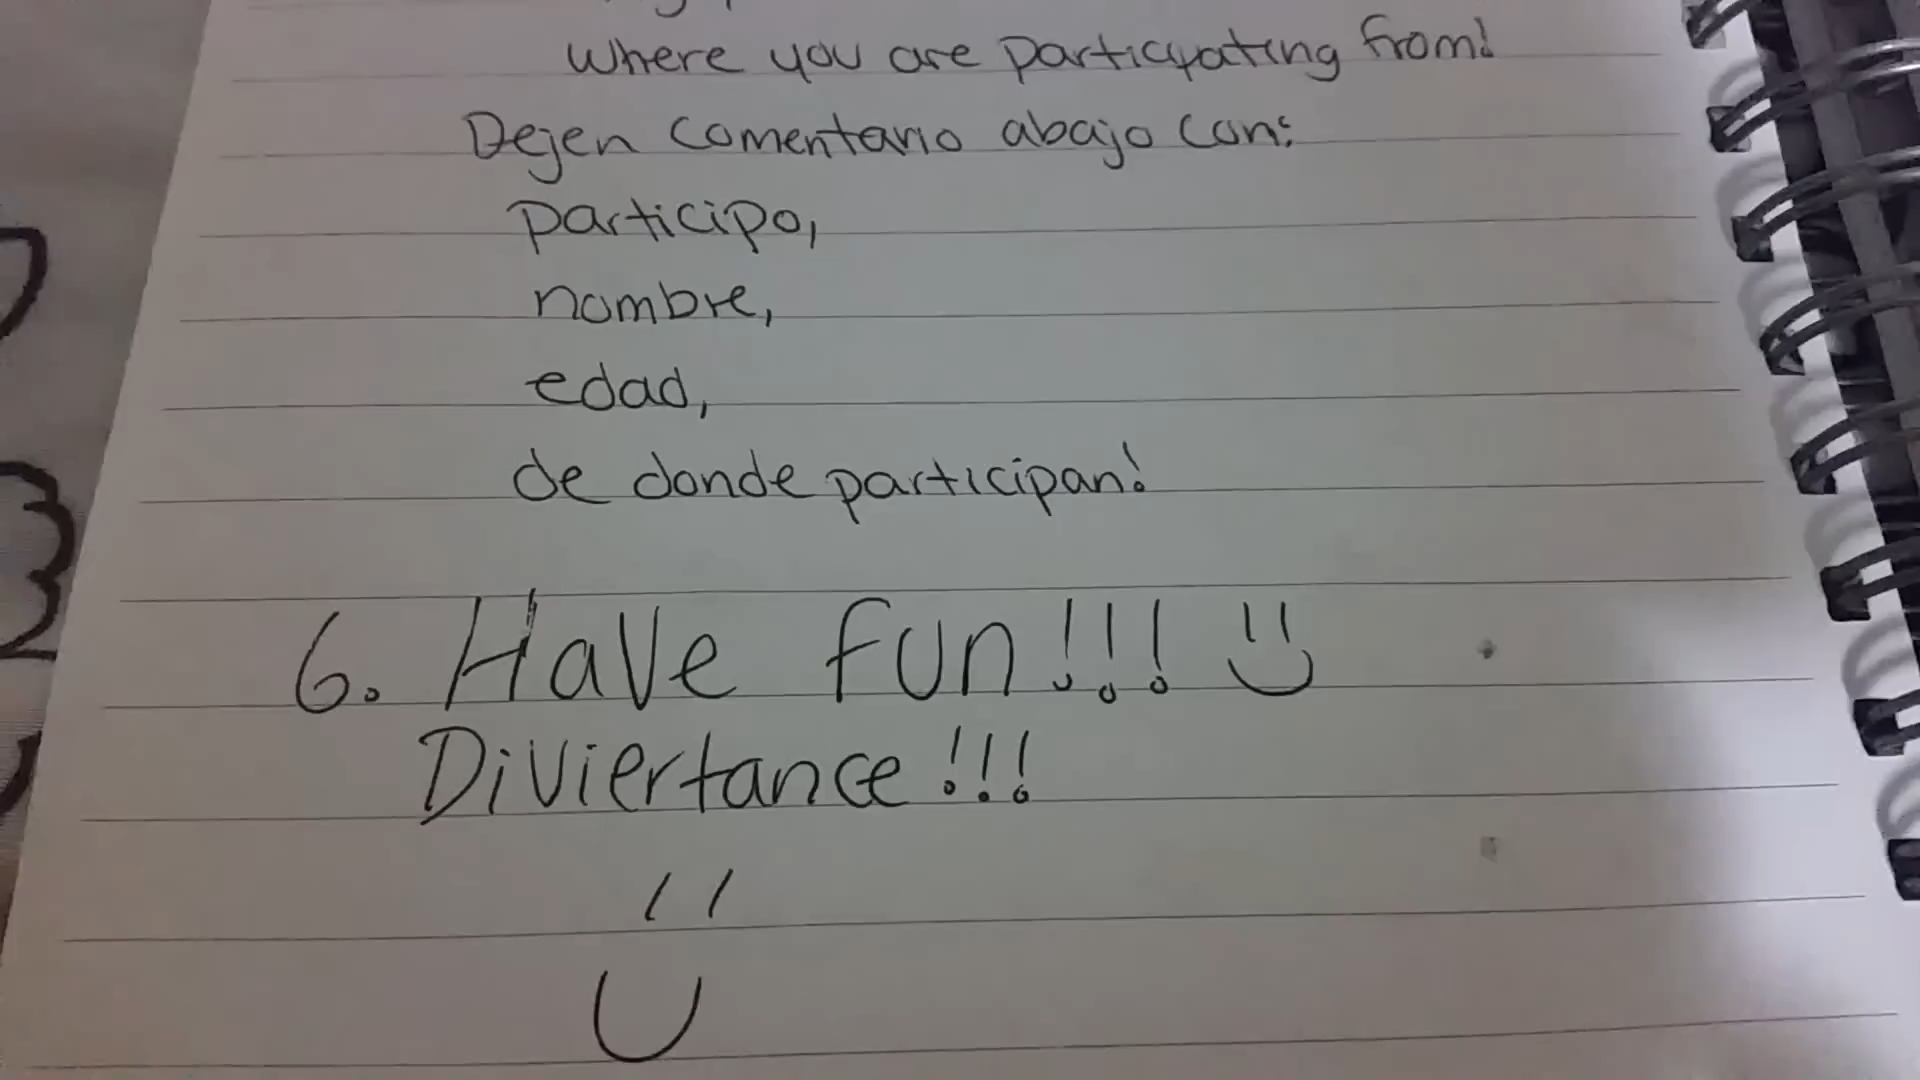 where you are participating from!
Dejen comentario abajo con:
participo,
nombre,
edad,
de donde participan!
6. Have fun!!!
Diviertance!!!